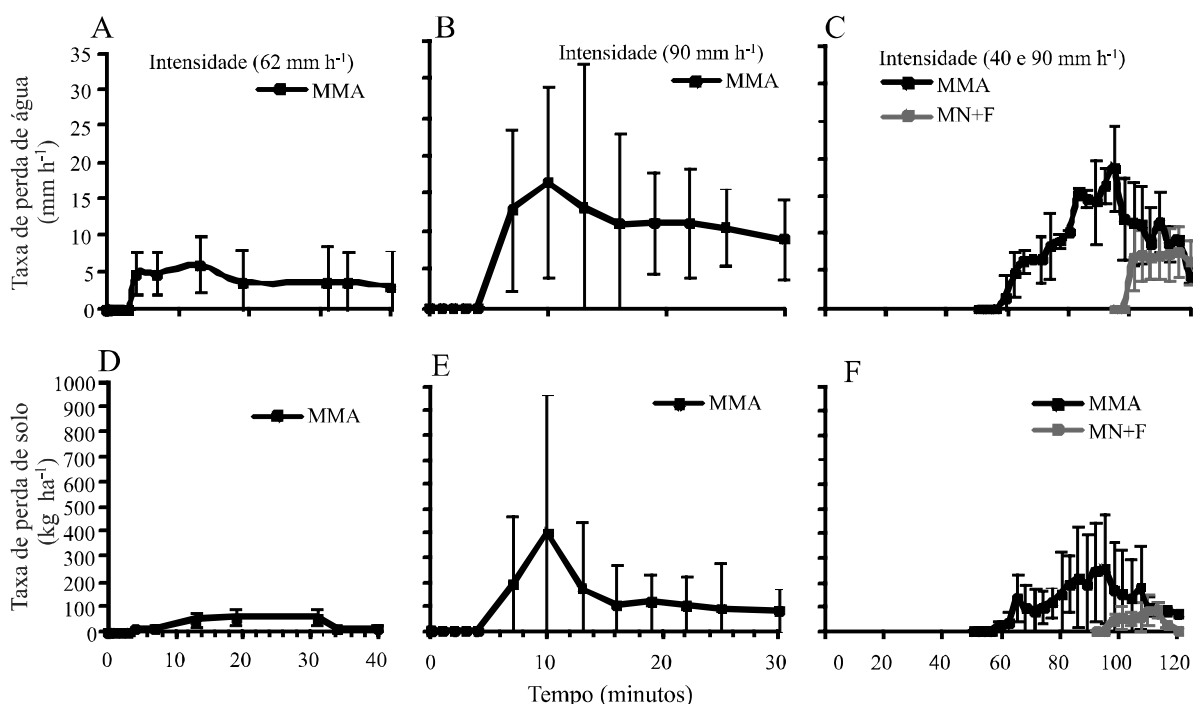 A
B
C
Intensidade (62 mm h⁻¹)
MMA
Intensidade (90 mm h⁻¹)
MMA
Intensidade (40 e 90 mm h⁻¹)
MMA
MN+F
Taxa de perda de água
(mm h⁻¹)
35
30
25
20
15
10
5
0
D
E
F
MMA
MMA
MMA
MN+F
Taxa de perda de solo
(kg ha⁻¹)
1000
900
800
700
600
500
400
300
200
100
0
0 10 20 30 40
0 10 20 30
0 20 40 60 80 100 120
Tempo (minutos)